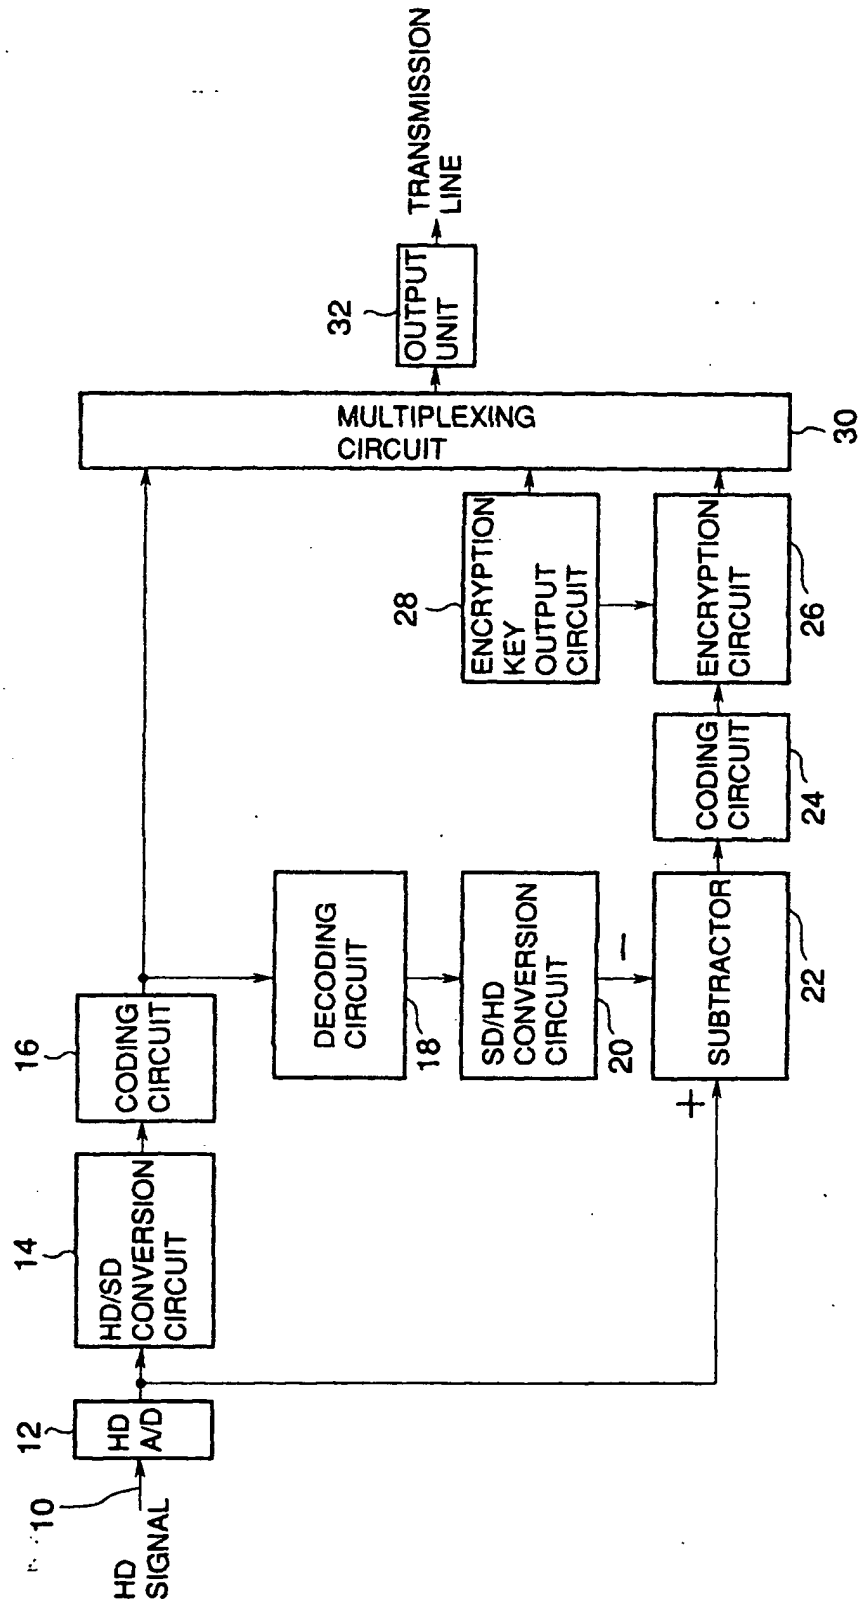 HD
SIGNAL
10
12
HD
A/D
14
HD/SD
CONVERSION
CIRCUIT
16
CODING
CIRCUIT
DECODING
CIRCUIT
18
SD/HD
CONVERSION
CIRCUIT
20
−
+
SUBTRACTOR
22
CODING
CIRCUIT
24
ENCRYPTION
CIRCUIT
26
28
ENCRYPTION
KEY
OUTPUT
CIRCUIT
MULTIPLEXING
CIRCUIT
30
32
OUTPUT
UNIT
TRANSMISSION
LINE